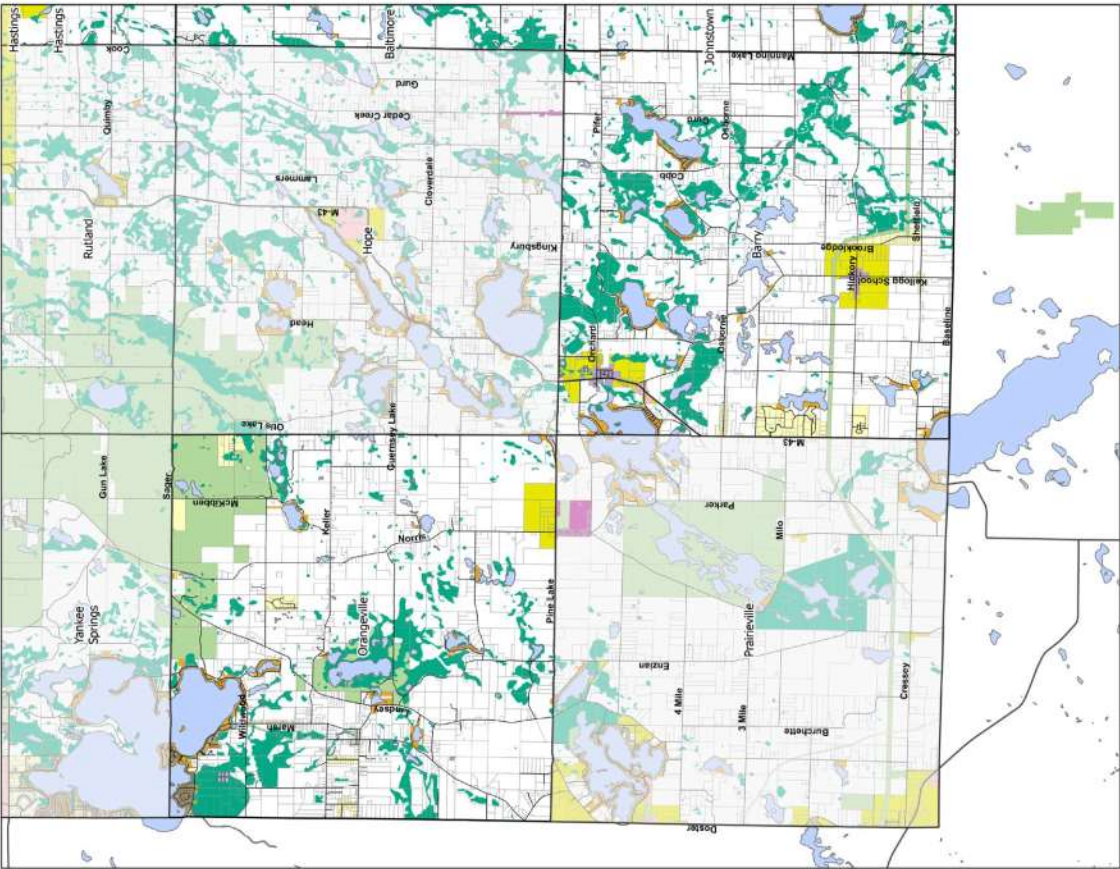 Hastings
Hastings
Cook
Baltimore
Johnstown
Manning Lake
Gurd
Quimby
Cedar Creek
Pifer
Gurd
Osborne
Cloverdale
Lammers
Cobb
M-43
Rutland
Hope
Kingsbury
Barry
Brooklodge
Sheffield
Hickory
Kellogg School
Head
Orchard
Osborne
Baseline
Otis Lake
Guernsey Lake
M-43
Gun Lake
Sager
McKibben
Keller
Norris
Parker
Milo
Yankee
Springs
Orangeville
Pine Lake
Prairieville
Enzian
Cressey
Wildwood
Marsh
Lindsey
4 Mile
3 Mile
Burchette
Doster